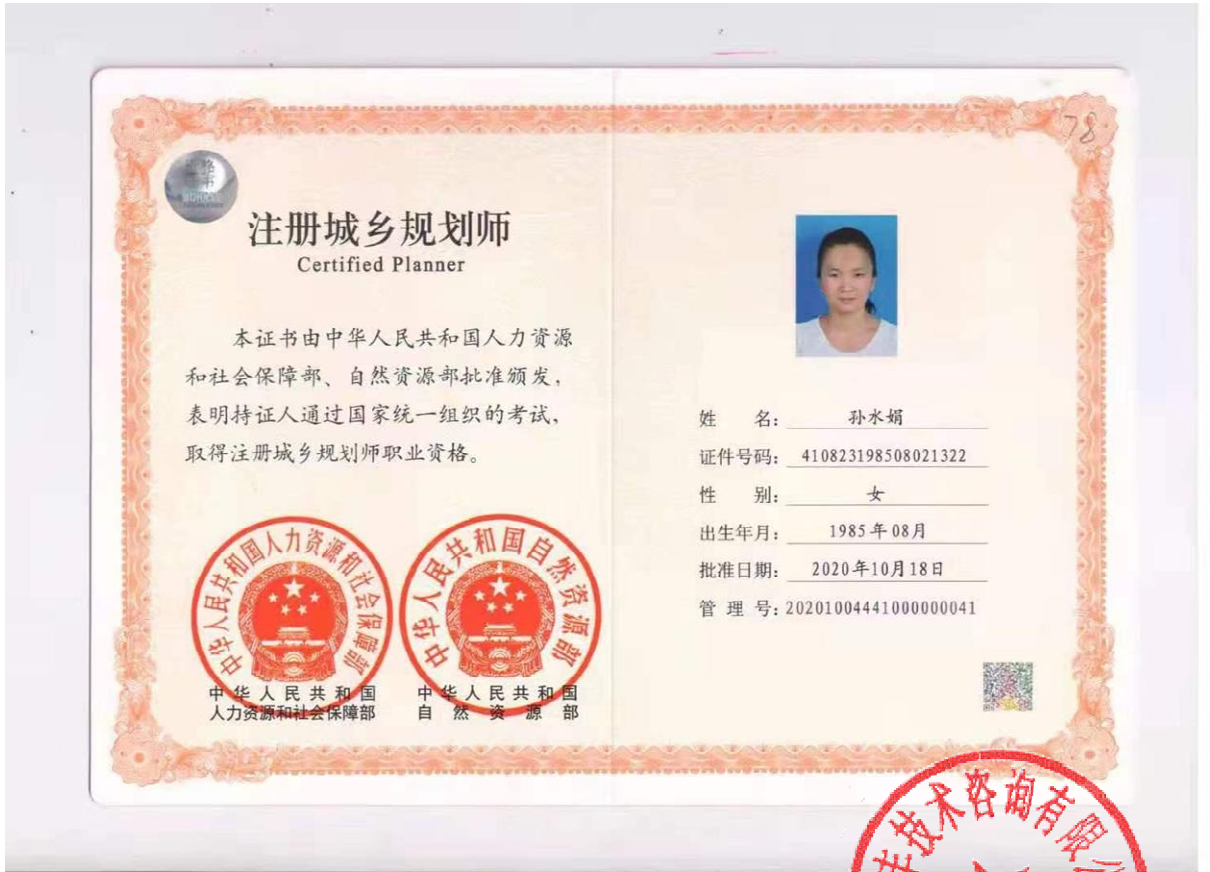 78
注册城乡规划师
Certified Planner
本证书由中华人民共和国人力资源
和社会保障部、自然资源部批准颁发，
表明持证人通过国家统一组织的考试，
取得注册城乡规划师职业资格。
中华人民共和国人力资源和社会保障部
中华人民共和国自然资源部
中华人民共和国
人力资源和社会保障部
中华人民共和国
自然资源部
姓 名：孙水娟
证件号码：410823198508021322
性 别：女
出生年月：1985年08月
批准日期：2020年10月18日
管 理 号：20201004441000000041
技术咨询有限公